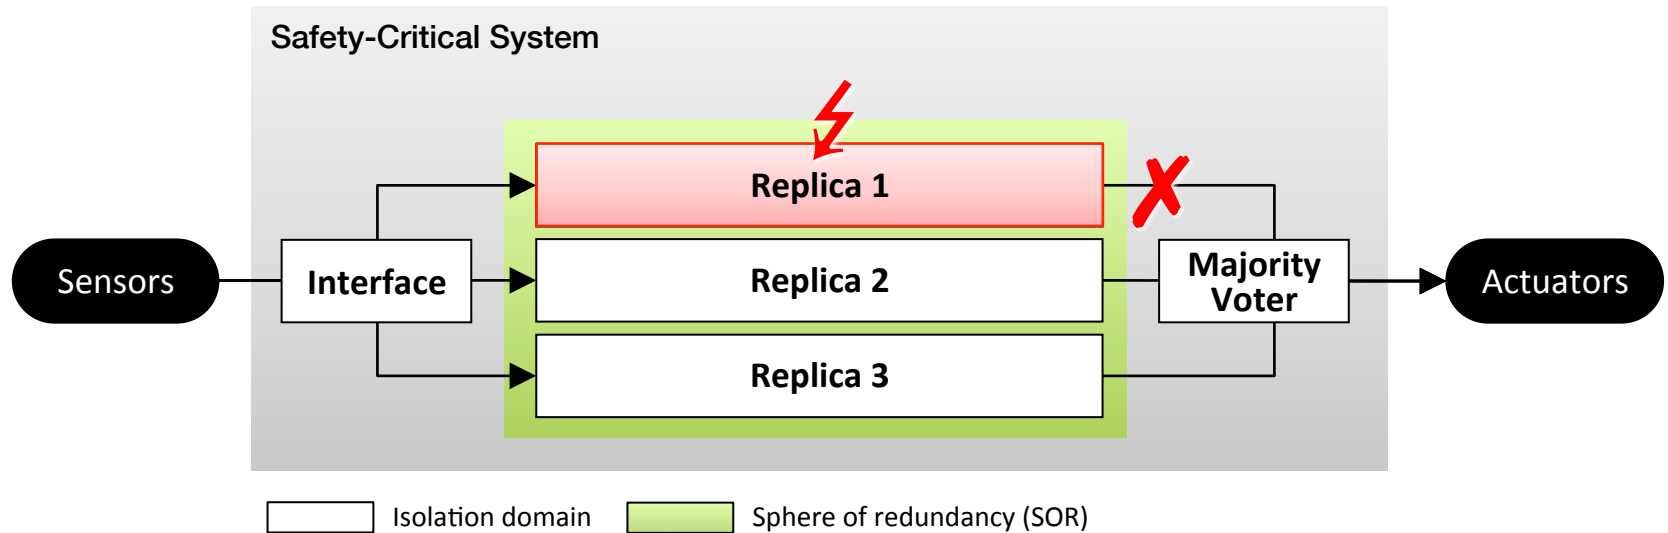 Safety-Critical System
Replica 1
Sensors
Interface
Replica 2
Majority
Voter
Actuators
Replica 3
Isolation domain
Sphere of redundancy (SOR)